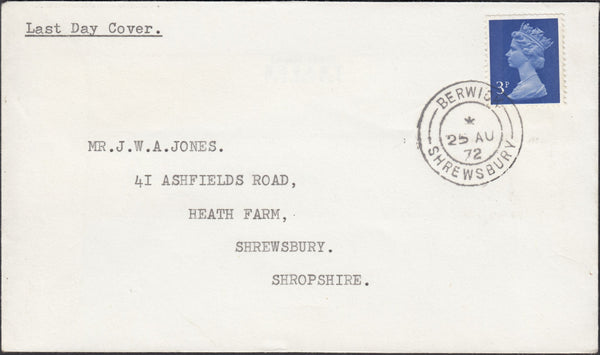 Last Day Cover.
3P
BERWICK
*
25 AU
72
SHREWSBURY
MR.J.W.A.JONES.
41 ASHFIELDS ROAD,
HEATH FARM,
SHREWSBURY.
SHROPSHIRE.